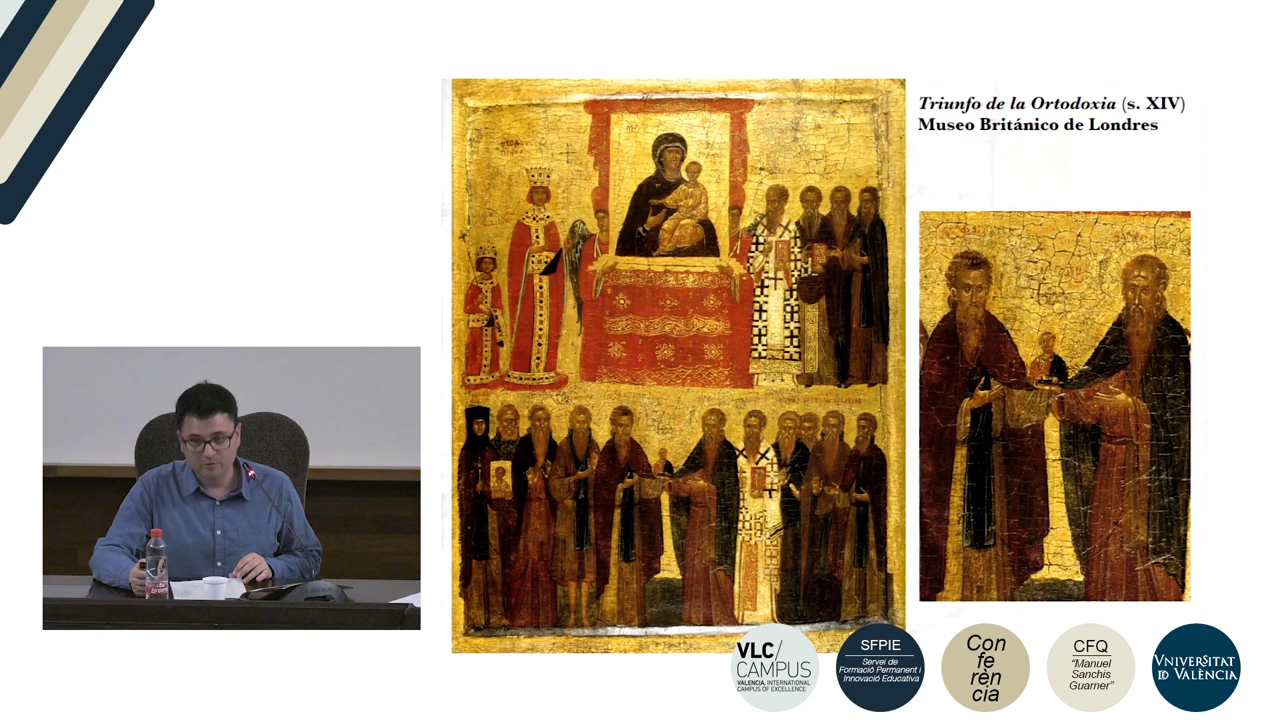 Triunfo de la Ortodoxia (s. XIV)
Museo Británico de Londres
VLC/
CAMPUS
VALENCIA, INTERNATIONAL
CAMPUS OF EXCELLENCE
SFPIE
Servei de
Formació Permanent i
Innovació Educativa
Con
fe
rèn
cia
CFQ
“Manuel
Sanchis
Guarner”
VNIVERSITAT
ID VALÈNCIA